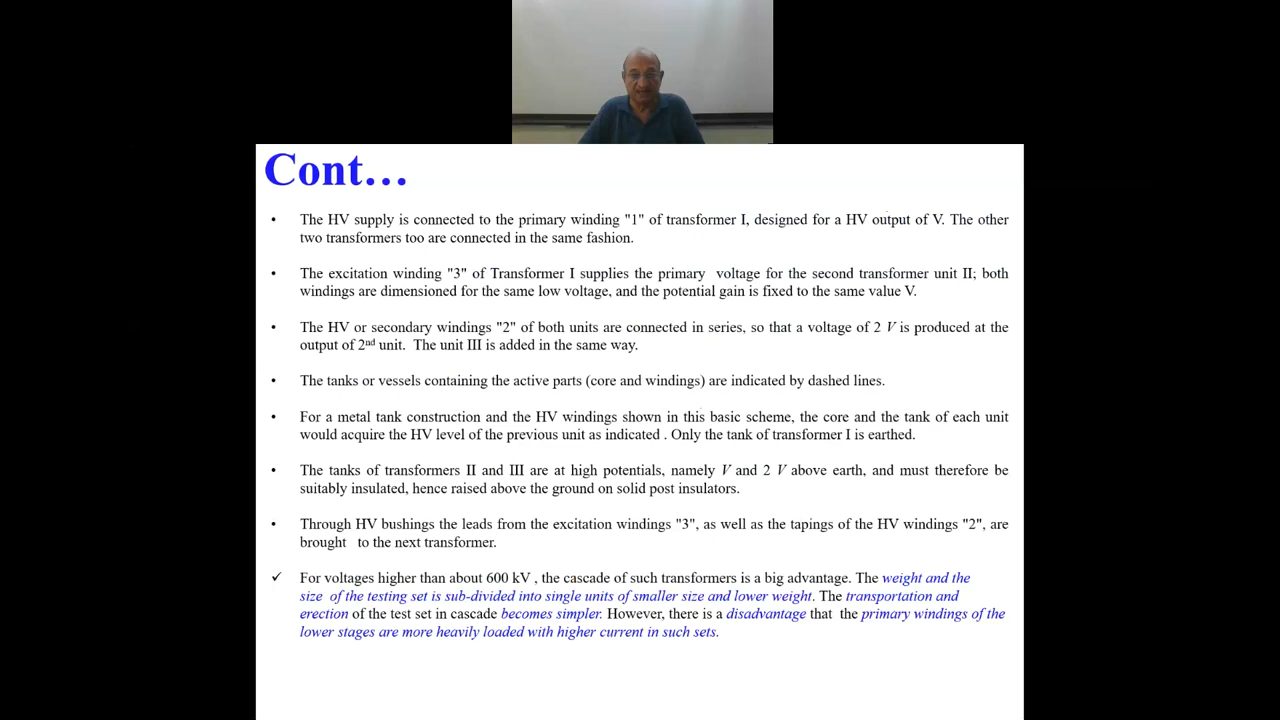 Cont…
• The HV supply is connected to the primary winding "1" of transformer I, designed for a HV output of V. The other
two transformers too are connected in the same fashion.
• The excitation winding "3" of Transformer I supplies the primary voltage for the second transformer unit II; both
windings are dimensioned for the same low voltage, and the potential gain is fixed to the same value V.
• The HV or secondary windings "2" of both units are connected in series, so that a voltage of 2 V is produced at the
output of 2nd unit. The unit III is added in the same way.
• The tanks or vessels containing the active parts (core and windings) are indicated by dashed lines.
• For a metal tank construction and the HV windings shown in this basic scheme, the core and the tank of each unit
would acquire the HV level of the previous unit as indicated . Only the tank of transformer I is earthed.
• The tanks of transformers II and III are at high potentials, namely V and 2 V above earth, and must therefore be
suitably insulated, hence raised above the ground on solid post insulators.
• Through HV bushings the leads from the excitation windings "3", as well as the tapings of the HV windings "2", are
brought to the next transformer.
✓ For voltages higher than about 600 kV , the cascade of such transformers is a big advantage. The weight and the
size of the testing set is sub-divided into single units of smaller size and lower weight. The transportation and
erection of the test set in cascade becomes simpler. However, there is a disadvantage that the primary windings of the
lower stages are more heavily loaded with higher current in such sets.